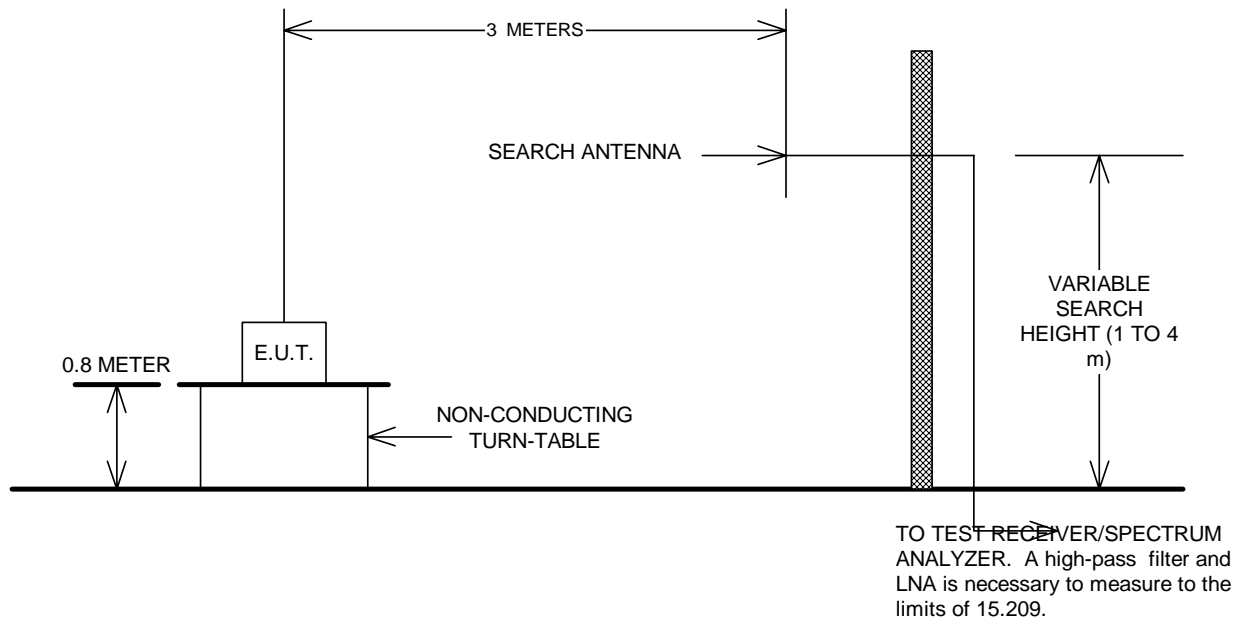 3 METERS
SEARCH ANTENNA
VARIABLE
SEARCH
HEIGHT (1 TO 4
m)
E.U.T.
0.8 METER
NON-CONDUCTING
TURN-TABLE
TO TEST RECEIVER/SPECTRUM
ANALYZER. A high-pass filter and
LNA is necessary to measure to the
limits of 15.209.